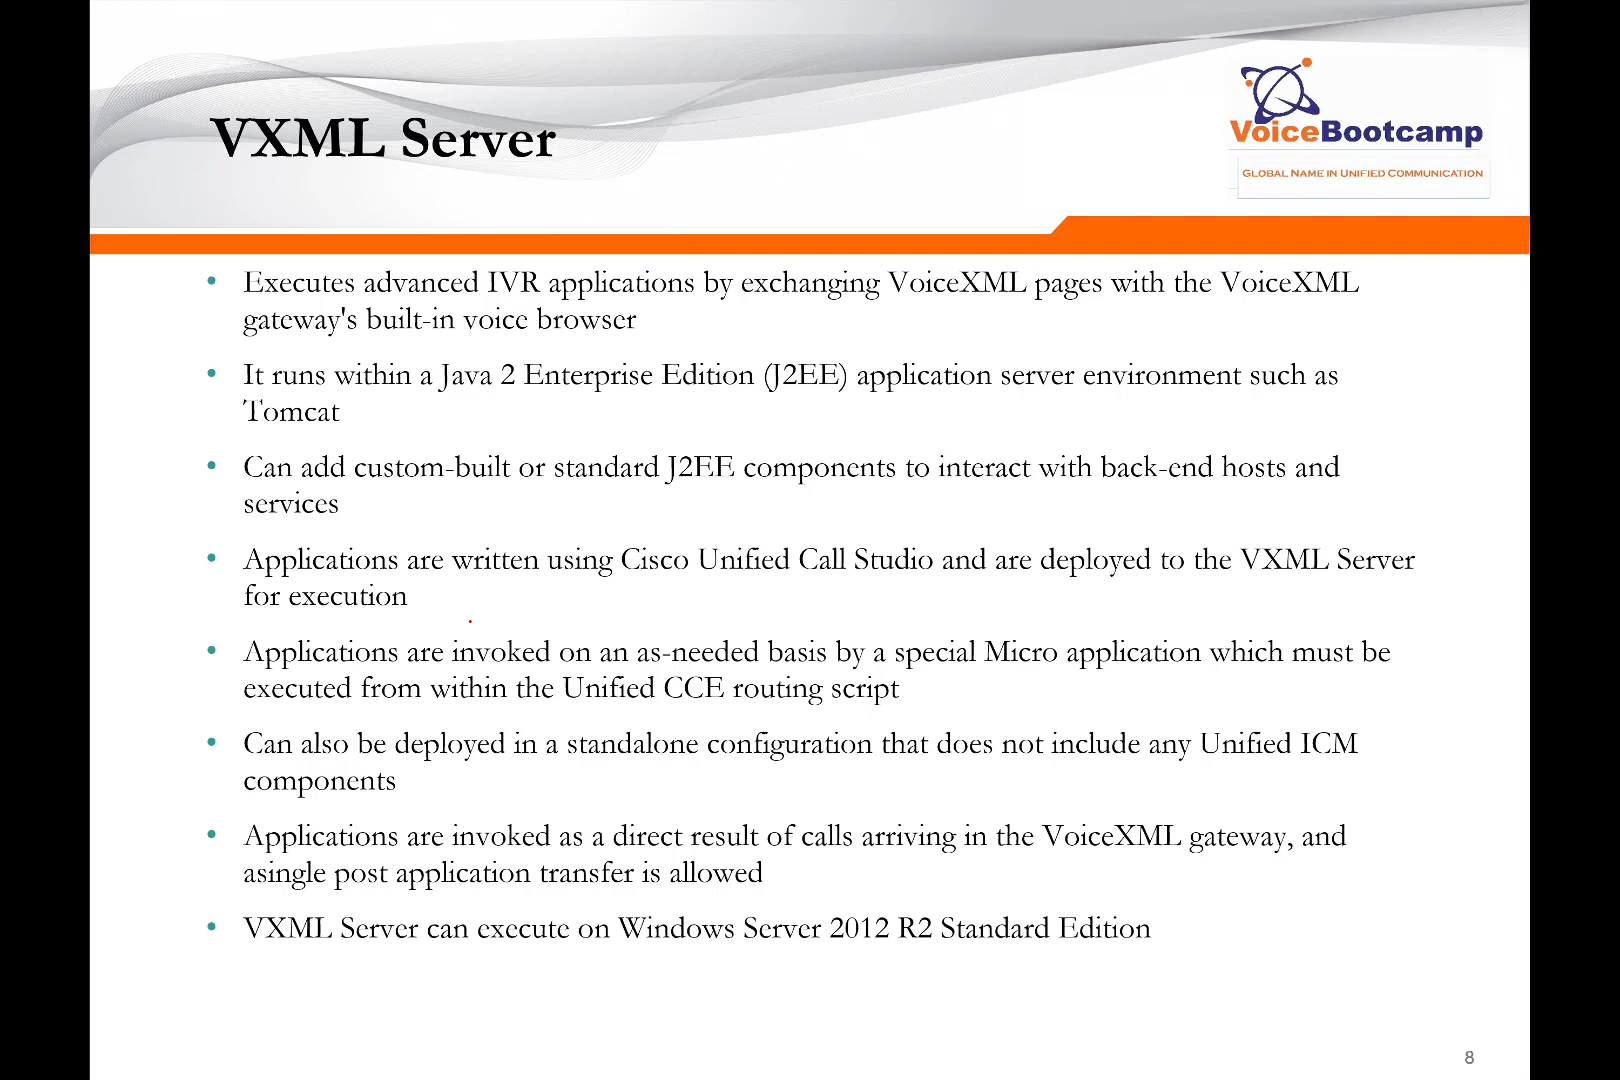 VXML Server
VoiceBootcamp
GLOBAL NAME IN UNIFIED COMMUNICATION
• Executes advanced IVR applications by exchanging VoiceXML pages with the VoiceXML
gateway's built-in voice browser
• It runs within a Java 2 Enterprise Edition (J2EE) application server environment such as
Tomcat
• Can add custom-built or standard J2EE components to interact with back-end hosts and
services
• Applications are written using Cisco Unified Call Studio and are deployed to the VXML Server
for execution
• Applications are invoked on an as-needed basis by a special Micro application which must be
executed from within the Unified CCE routing script
• Can also be deployed in a standalone configuration that does not include any Unified ICM
components
• Applications are invoked as a direct result of calls arriving in the VoiceXML gateway, and
asingle post application transfer is allowed
• VXML Server can execute on Windows Server 2012 R2 Standard Edition
8